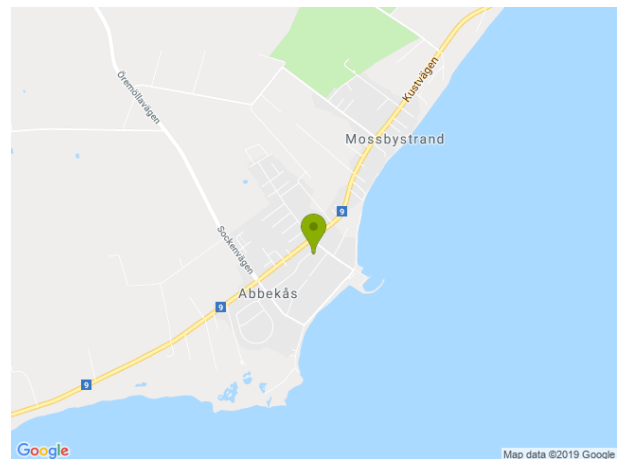 Kustvägen
Öremöllavägen
Mossbystrand
9
Sockenvägen
Abbekås
9
9
Google
Map data ©2019 Google